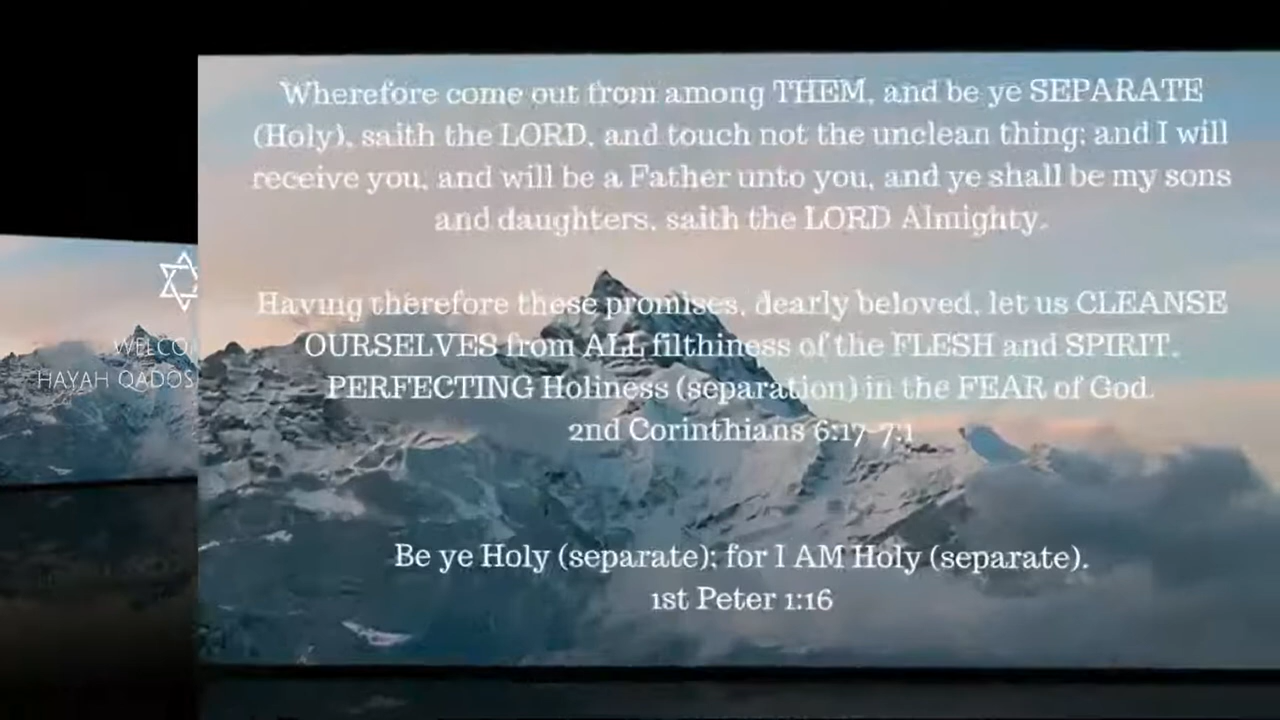 Wherefore come out from among THEM, and be ye SEPARATE
(Holy), saith the LORD, and touch not the unclean thing; and I will
receive you, and will be a Father unto you, and ye shall be my sons
and daughters, saith the LORD Almighty.
Having therefore these promises, dearly beloved, let us CLEANSE
OURSELVES from ALL filthiness of the FLESH and SPIRIT,
PERFECTING Holiness (separation) in the FEAR of God.
2nd Corinthians 6:17-7:1
Be ye Holy (separate); for I AM Holy (separate).
1st Peter 1:16
WELCO
HAYAH QADOS